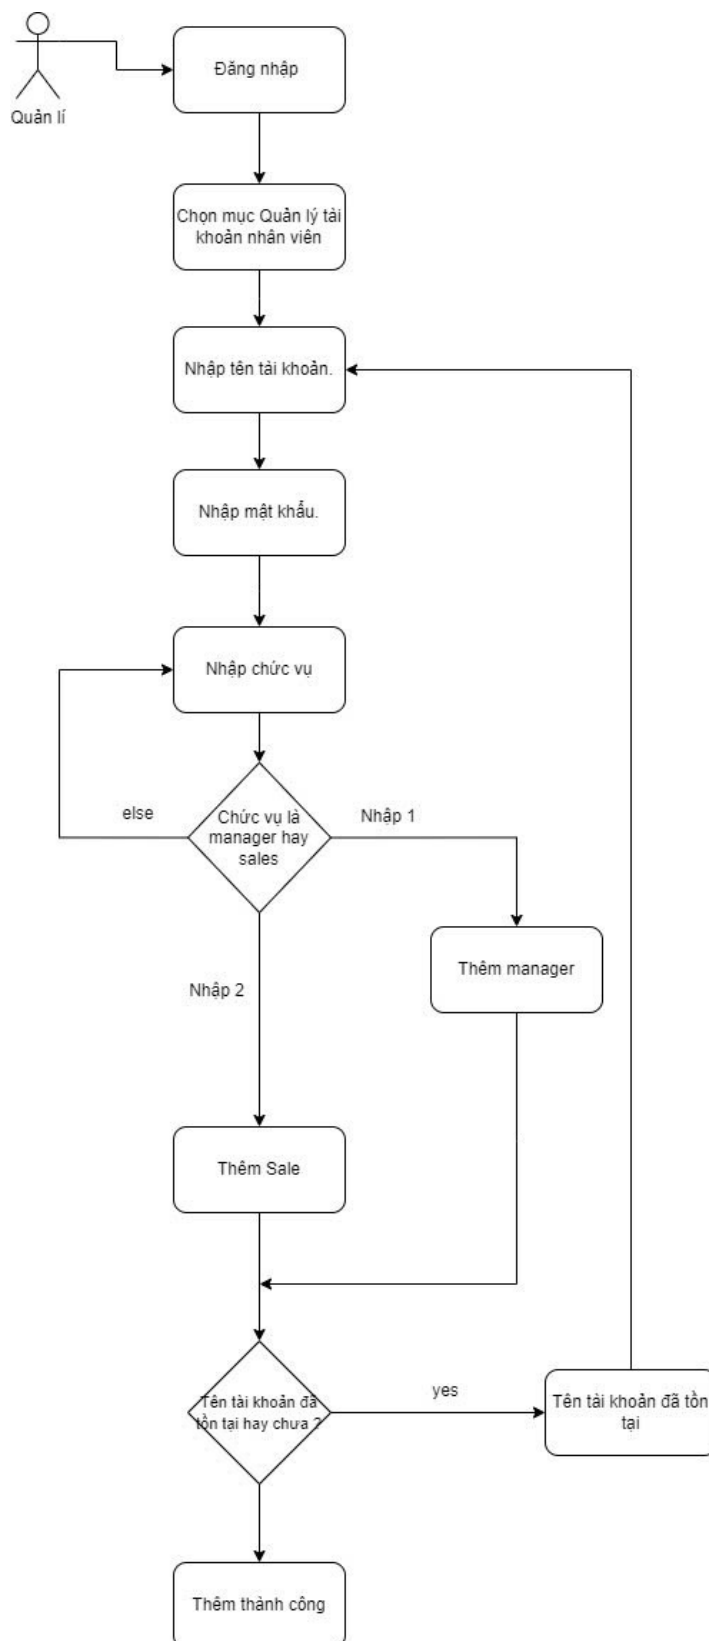 Đăng nhập
Quản lí
Chọn mục Quản lý tài
khoản nhân viên
Nhập tên tài khoản.
Nhập mật khẩu.
Nhập chức vụ
else
Chức vụ là
manager hay
sales
Nhập 1
Thêm manager
Nhập 2
Thêm Sale
Tên tài khoản đã
tồn tại hay chưa ?
yes
Tên tài khoản đã tồn
tại
Thêm thành công